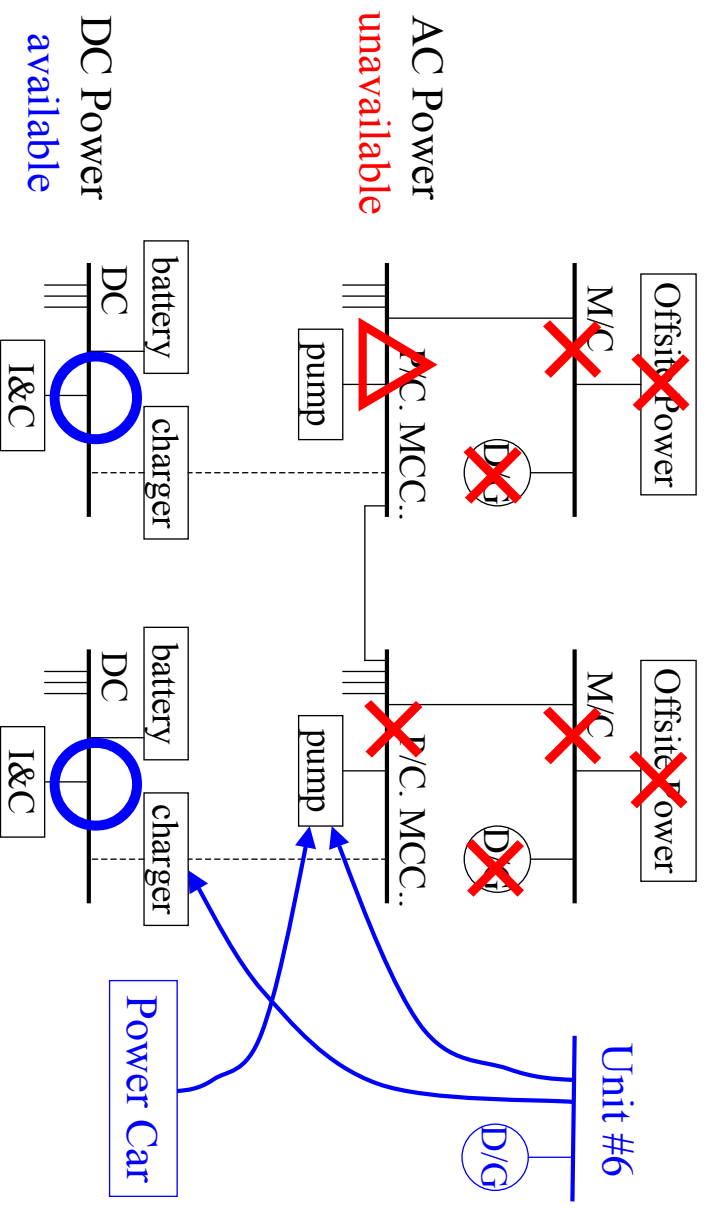 Offsite Power
Offsite Power
Unit #6
M/C
M/C
D/G
D/G
D/G
AC Power
unavailable
P/C. MCC..
P/C. MCC..
pump
pump
battery
charger
battery
charger
Power Car
DC Power
available
DC
DC
I&C
I&C